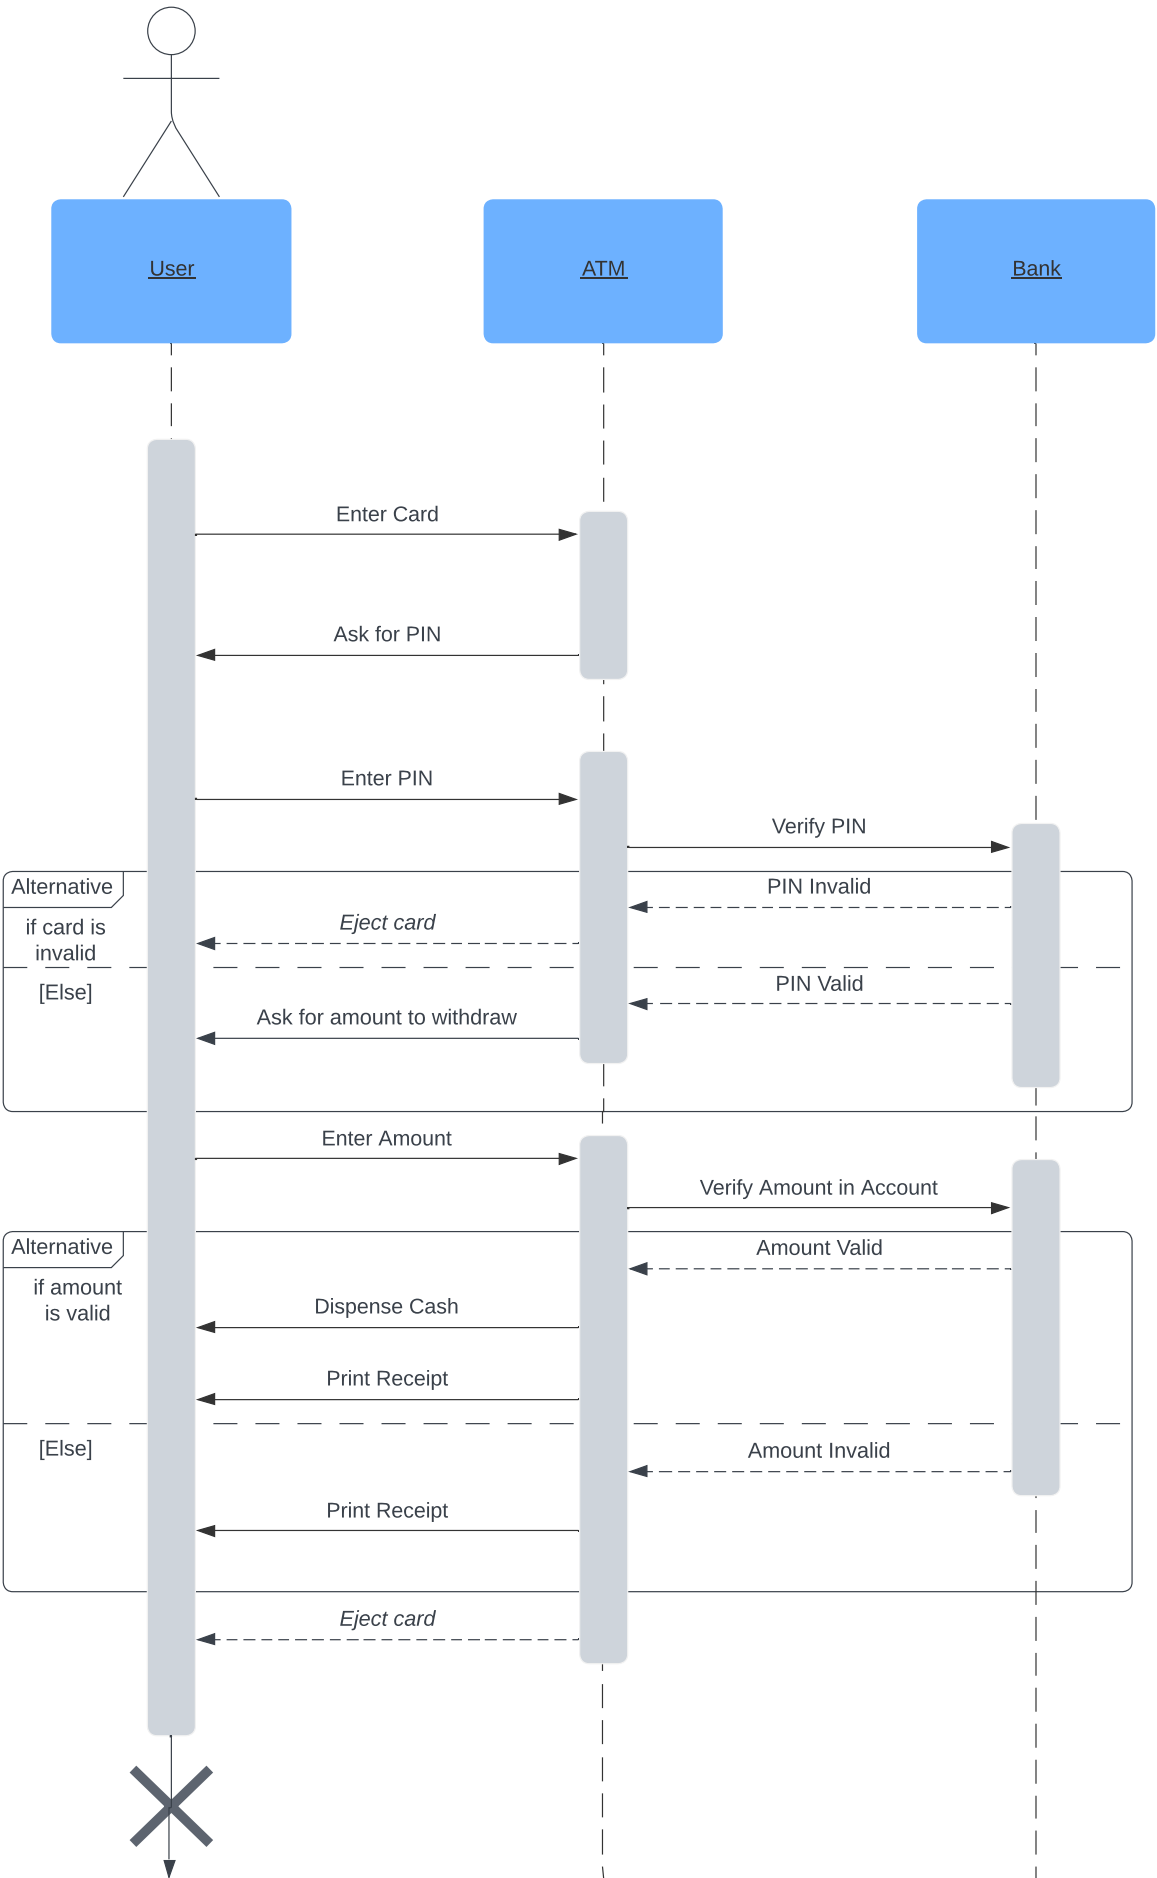 User
ATM
Bank
Enter Card
Ask for PIN
Enter PIN
Verify PIN
Alternative
PIN Invalid
if card is
invalid
Eject card
[Else]
PIN Valid
Ask for amount to withdraw
Enter Amount
Verify Amount in Account
Alternative
Amount Valid
if amount
is valid
Dispense Cash
Print Receipt
[Else]
Amount Invalid
Print Receipt
Eject card